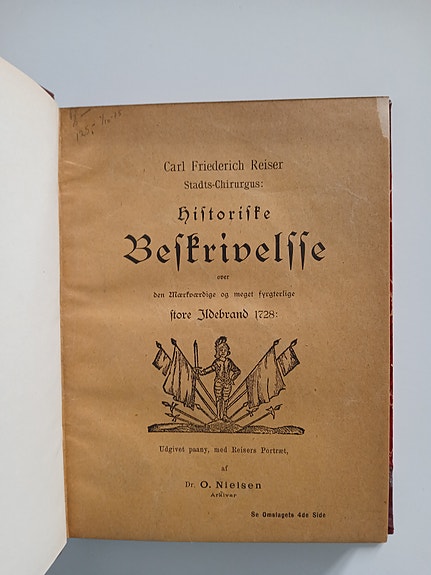 Carl Friederich Reiser
Stadts-Chirurgus:
Historiske
Beskrivelsse
over
den Mærkværdige og meget fyrgterlige
store Ildebrand 1728:
Udgivet paany, med Reisers Portræt,
af
Dr. O. Nielsen
Arkivar
Se Omslagets 4de Side